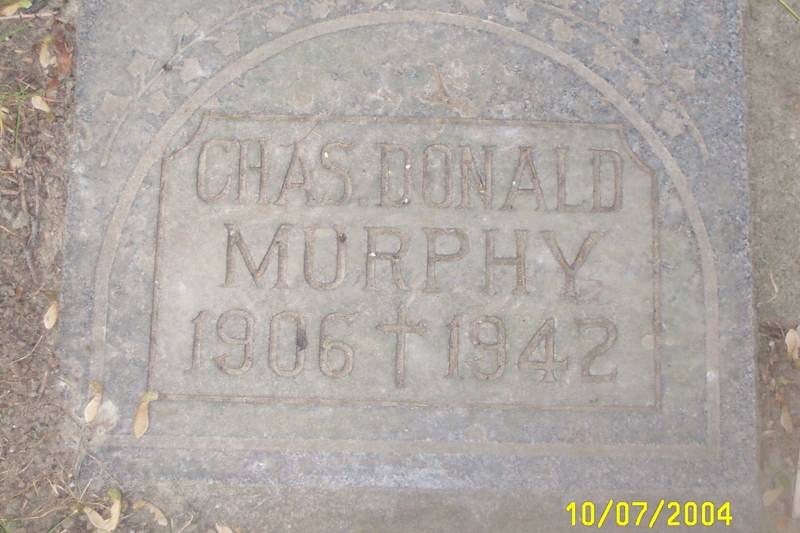 CHAS. DONALD
MURPHY
1906 † 1942
10/07/2004